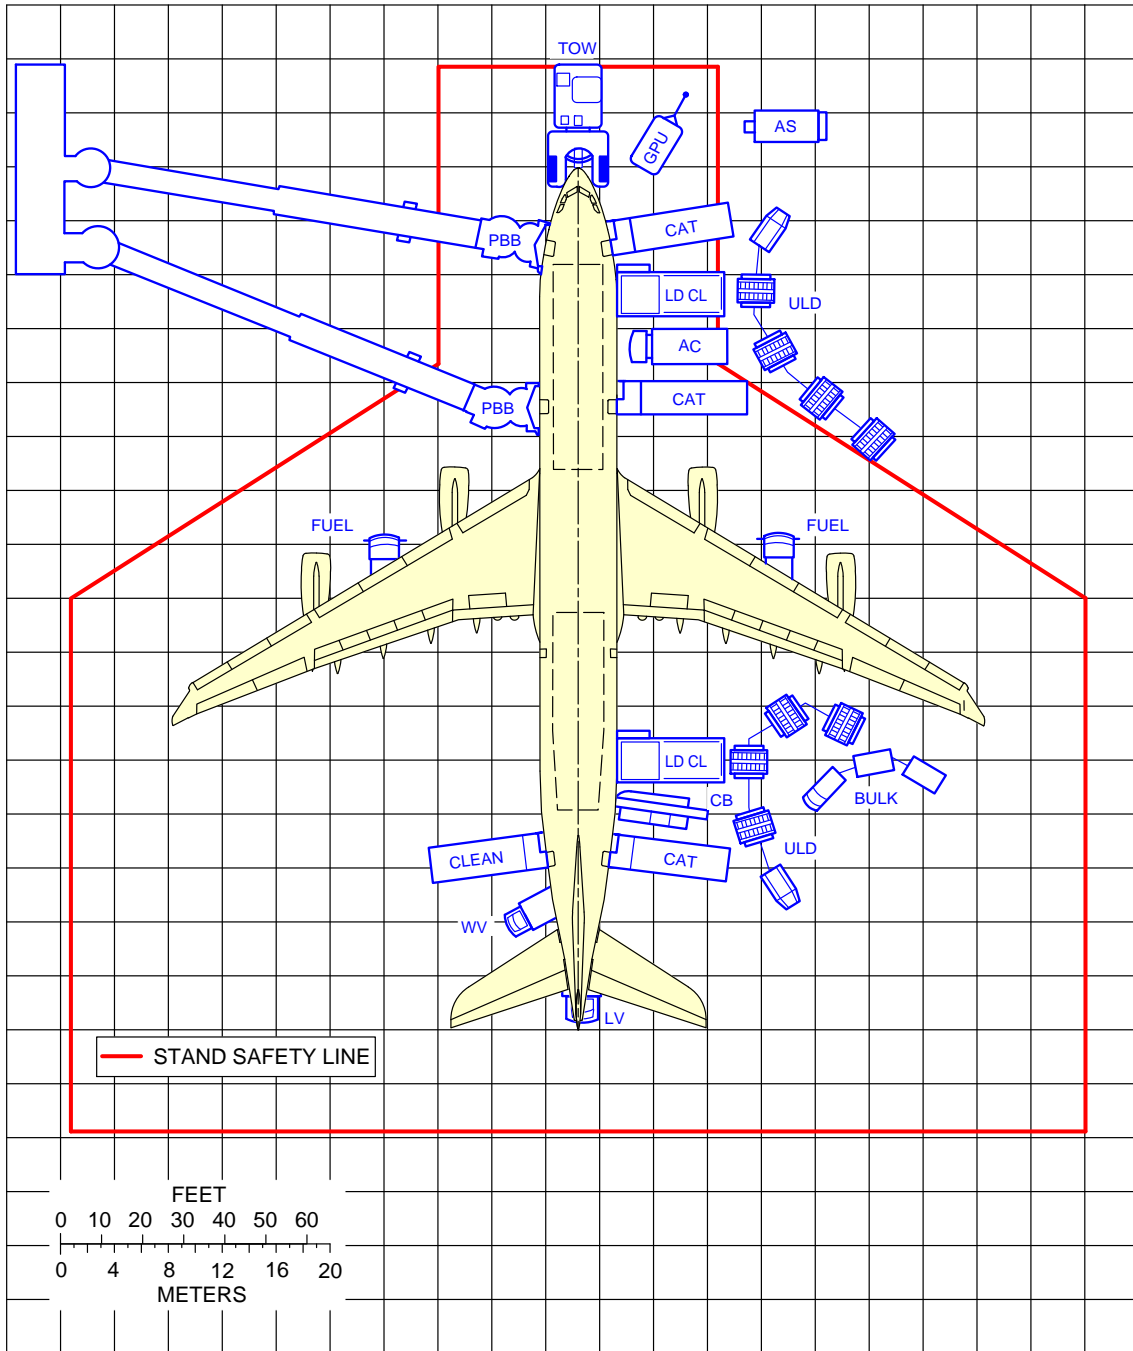 TOW
AS
GPU
CAT
PBB
LD CL
ULD
AC
CAT
PBB
FUEL
FUEL
LD CL
CB
BULK
ULD
CLEAN
CAT
WV
LV
STAND SAFETY LINE
FEET
0 10 20 30 40 50 60
0 4 8 12 16 20
METERS